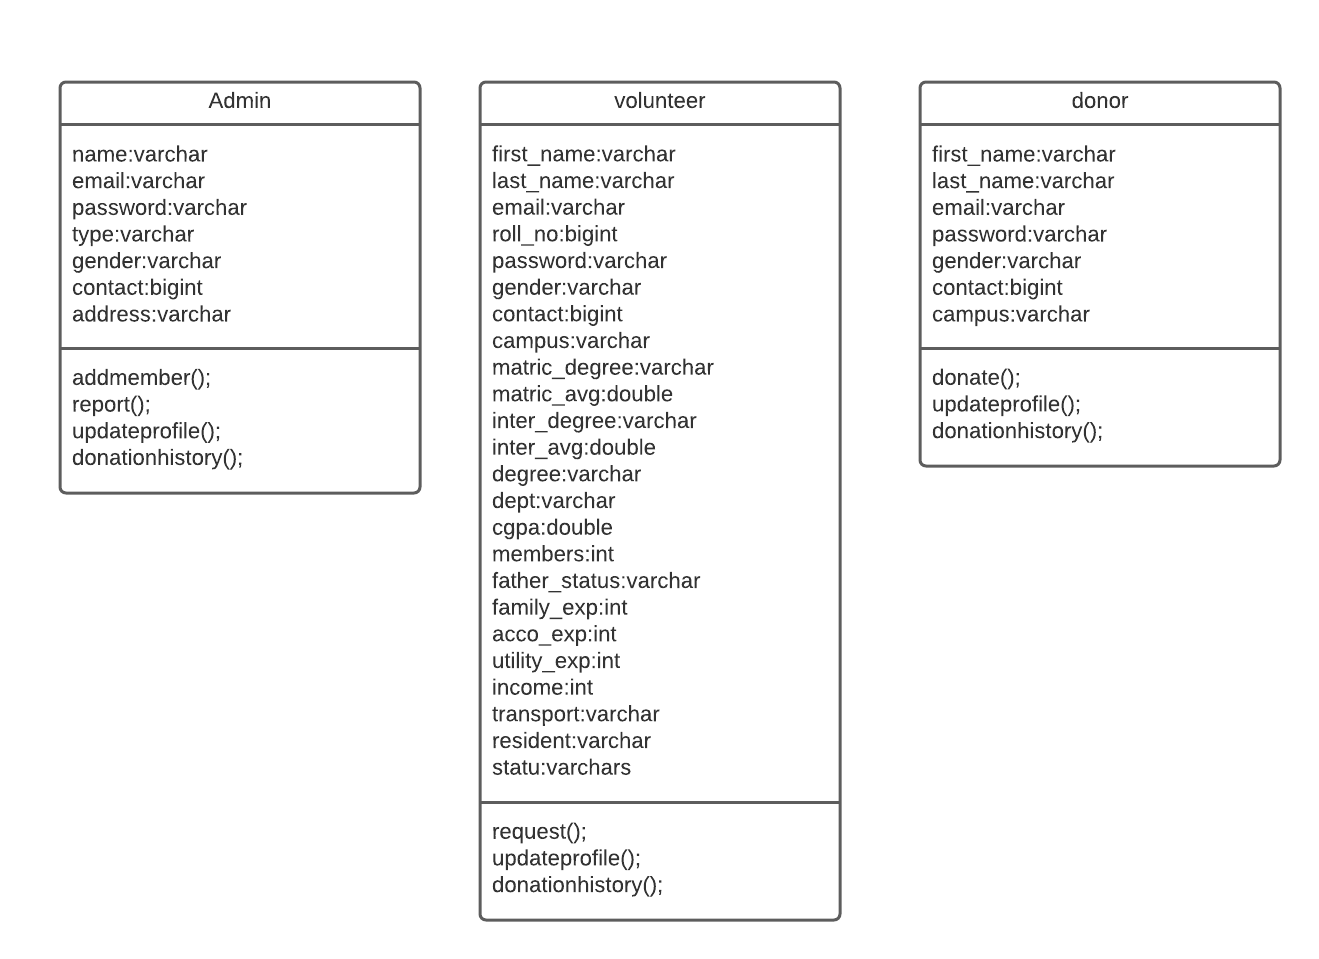 Admin
name:varchar
email:varchar
password:varchar
type:varchar
gender:varchar
contact:bigint
address:varchar
addmember();
report();
updateprofile();
donationhistory();
volunteer
first_name:varchar
last_name:varchar
email:varchar
roll_no:bigint
password:varchar
gender:varchar
contact:bigint
campus:varchar
matric_degree:varchar
matric_avg:double
inter_degree:varchar
inter_avg:double
degree:varchar
dept:varchar
cgpa:double
members:int
father_status:varchar
family_exp:int
acco_exp:int
utility_exp:int
income:int
transport:varchar
resident:varchar
statu:varchars
request();
updateprofile();
donationhistory();
donor
first_name:varchar
last_name:varchar
email:varchar
password:varchar
gender:varchar
contact:bigint
campus:varchar
donate();
updateprofile();
donationhistory();